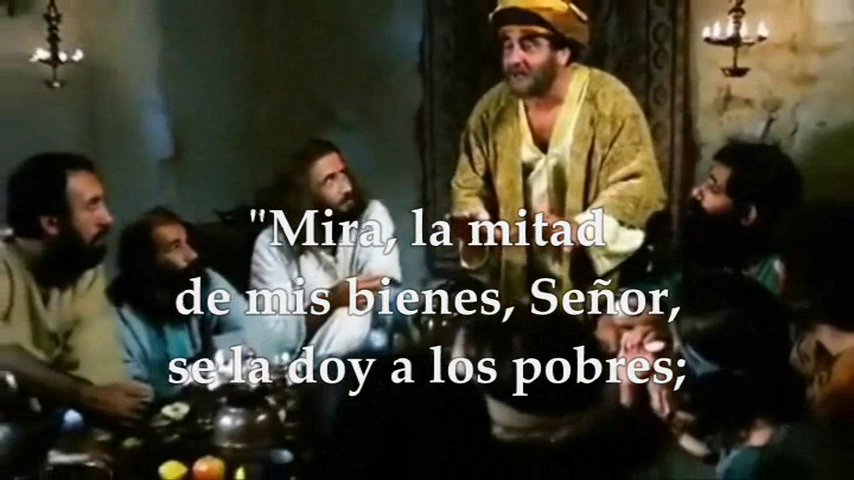 "Mira, la mitad
de mis bienes, Señor,
se la doy a los pobres;